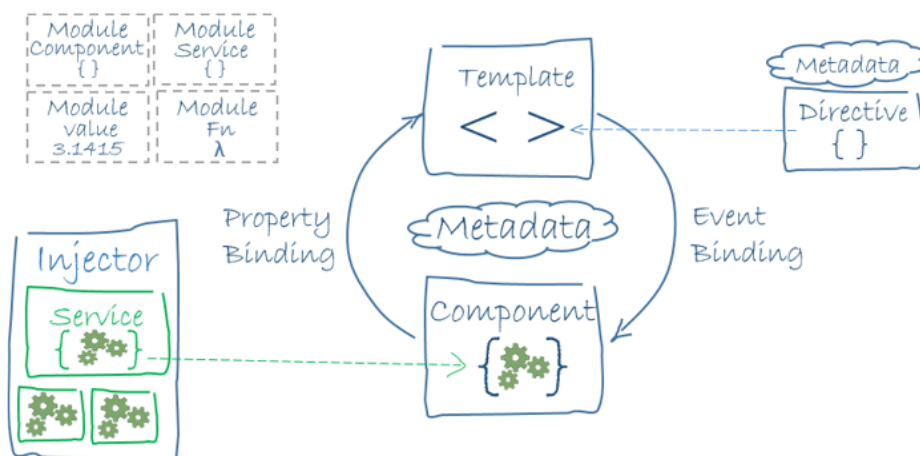 Module
Component
{ }
Module
Service
{ }
Module
value
3.1415
Module
Fn
λ
Template
< >
Metadata
Directive
{ }
Property
Binding
Metadata
Event
Binding
Injector
Service
{ }
Component
{ }